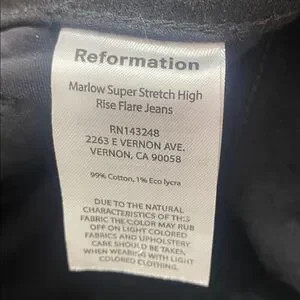 Reformation
Marlow Super Stretch High
Rise Flare Jeans
RN143248
2263 E VERNON AVE.
VERNON, CA 90058
99% Cotton, 1% Eco lycra
DUE TO THE NATURAL
CHARACTERISTICS OF THIS
FABRIC THE COLOR MAY RUB
OFF ON LIGHT COLORED
FABRICS AND UPHOLSTERY.
CARE SHOULD BE TAKEN,
WHEN WEARING WITH LIGHT
COLORED CLOTHING.